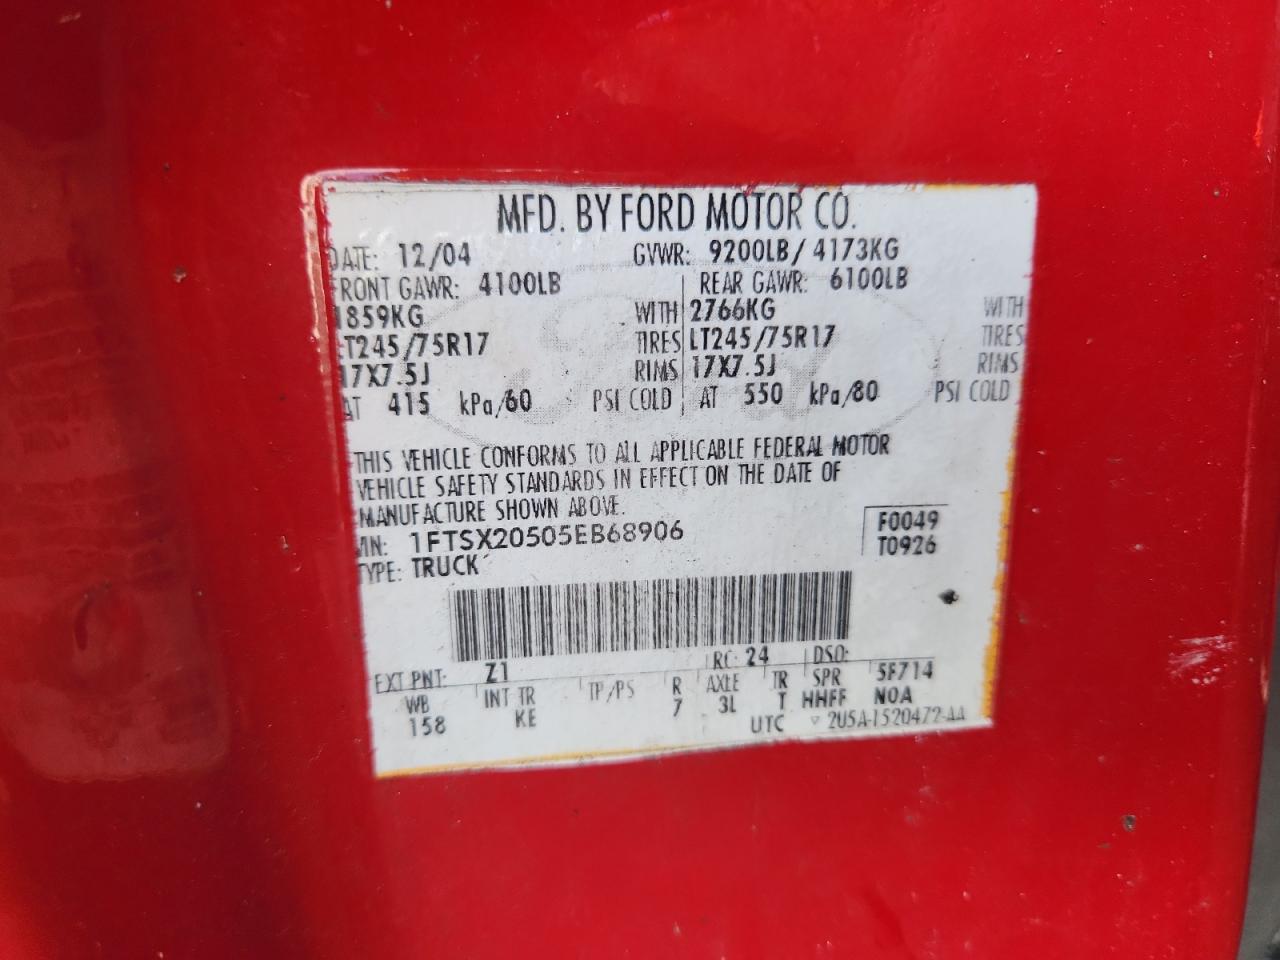 MFD. BY FORD MOTOR CO.
DATE: 12/04 GVWR: 9200LB/ 4173KG
FRONT GAWR: 4100LB REAR GAWR: 6100LB
1859KG WITH 2766KG WITH
LT245/75R17 TIRES LT245/75R17 TIRES
17X7.5J RIMS 17X7.5J RIMS
AT 415 kPa/60 PSI COLD AT 550 kPa/80 PSI COLD
THIS VEHICLE CONFORMS TO ALL APPLICABLE FEDERAL MOTOR
VEHICLE SAFETY STANDARDS IN EFFECT ON THE DATE OF
MANUFACTURE SHOWN ABOVE.
VIN: 1FTSX20505EB68906 F0049
TYPE: TRUCK T0926
EXT PNT: Z1 RC: 24 DSO:
WB INT TR TP/PS R AXLE TR SPR 5F714
158 KE 7 3L T HHFF NOA
UTC ▽ 2U5A-1520472-AA